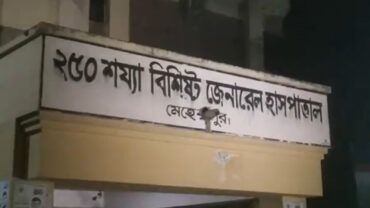 ২৫০ শয্যা বিশিষ্ট জেনারেল হাসপাতাল
মেহেরপুর।